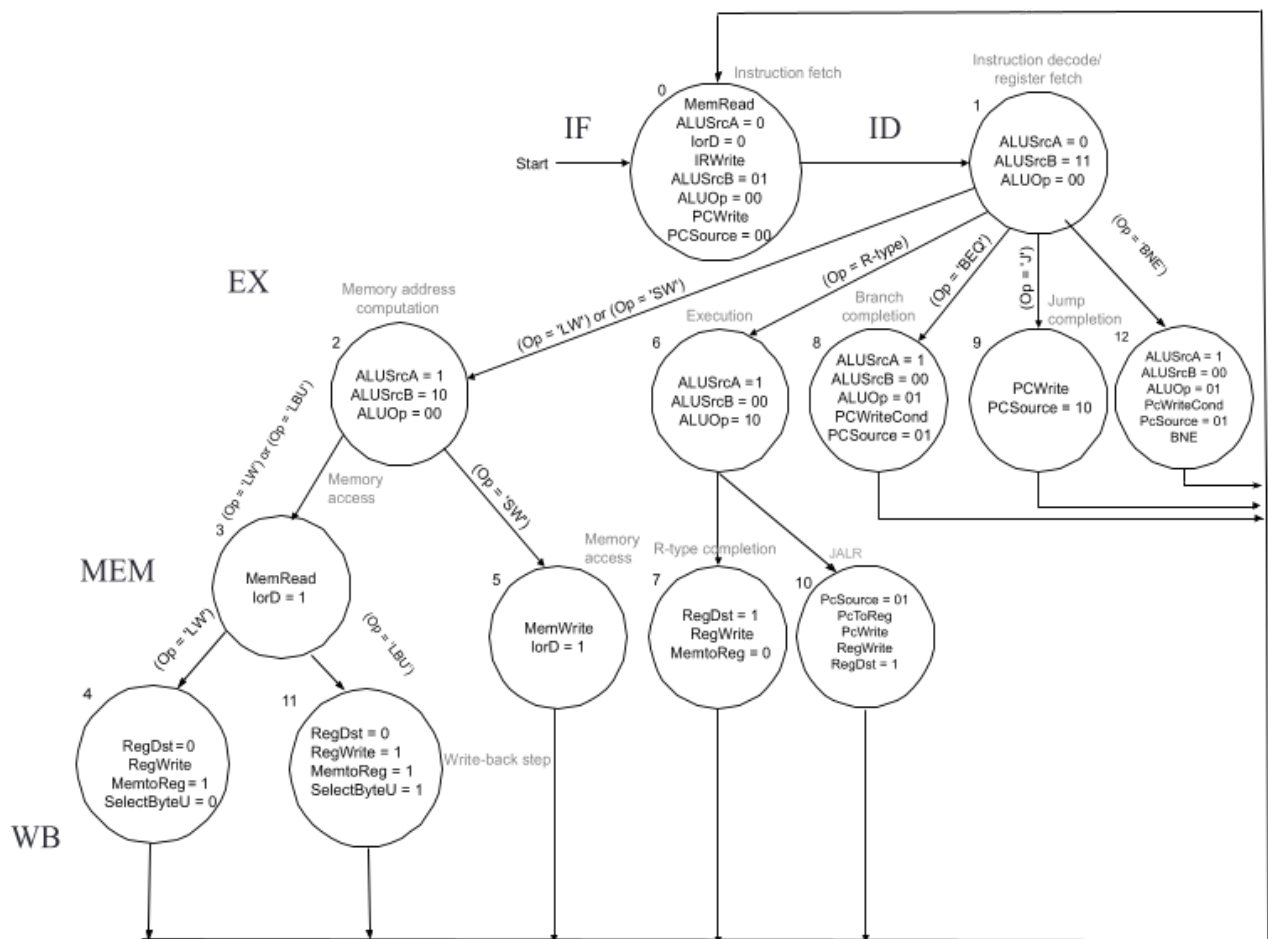 Instruction fetch
0
MemRead
ALUSrcA = 0
IorD = 0
IRWrite
ALUSrcB = 01
ALUOp = 00
PCWrite
PCSource = 00
IF
Start
Instruction decode/
register fetch
1
ID
ALUSrcA = 0
ALUSrcB = 11
ALUOp = 00
(Op = 'LW') or (Op = 'SW')
(Op = R-type)
(Op = 'BEQ')
(Op = 'J')
(Op = 'BNE')
EX
Memory address
computation
2
ALUSrcA = 1
ALUSrcB = 10
ALUOp = 00
Execution
6
ALUSrcA = 1
ALUSrcB = 00
ALUOp = 10
Branch
completion
8
ALUSrcA = 1
ALUSrcB = 00
ALUOp = 01
PCWriteCond
PCSource = 01
Jump
completion
9
PCWrite
PCSource = 10
12
ALUSrcA = 1
ALUSrcB = 00
ALUOp = 01
PcWriteCond
PcSource = 01
BNE
(Op = 'LW') or (Op = 'LBU')
(Op = 'SW')
Memory
access
3
MEM
MemRead
IorD = 1
Memory
access
5
MemWrite
IorD = 1
R-type completion
7
RegDst = 1
RegWrite
MemtoReg = 0
JALR
10
PcSource = 01
PcToReg
PcWrite
RegWrite
RegDst = 1
(Op = 'LW')
(Op = 'LBU')
4
RegDst = 0
RegWrite
MemtoReg = 1
SelectByteU = 0
11
RegDst = 0
RegWrite = 1
MemtoReg = 1
SelectByteU = 1
Write-back step
WB